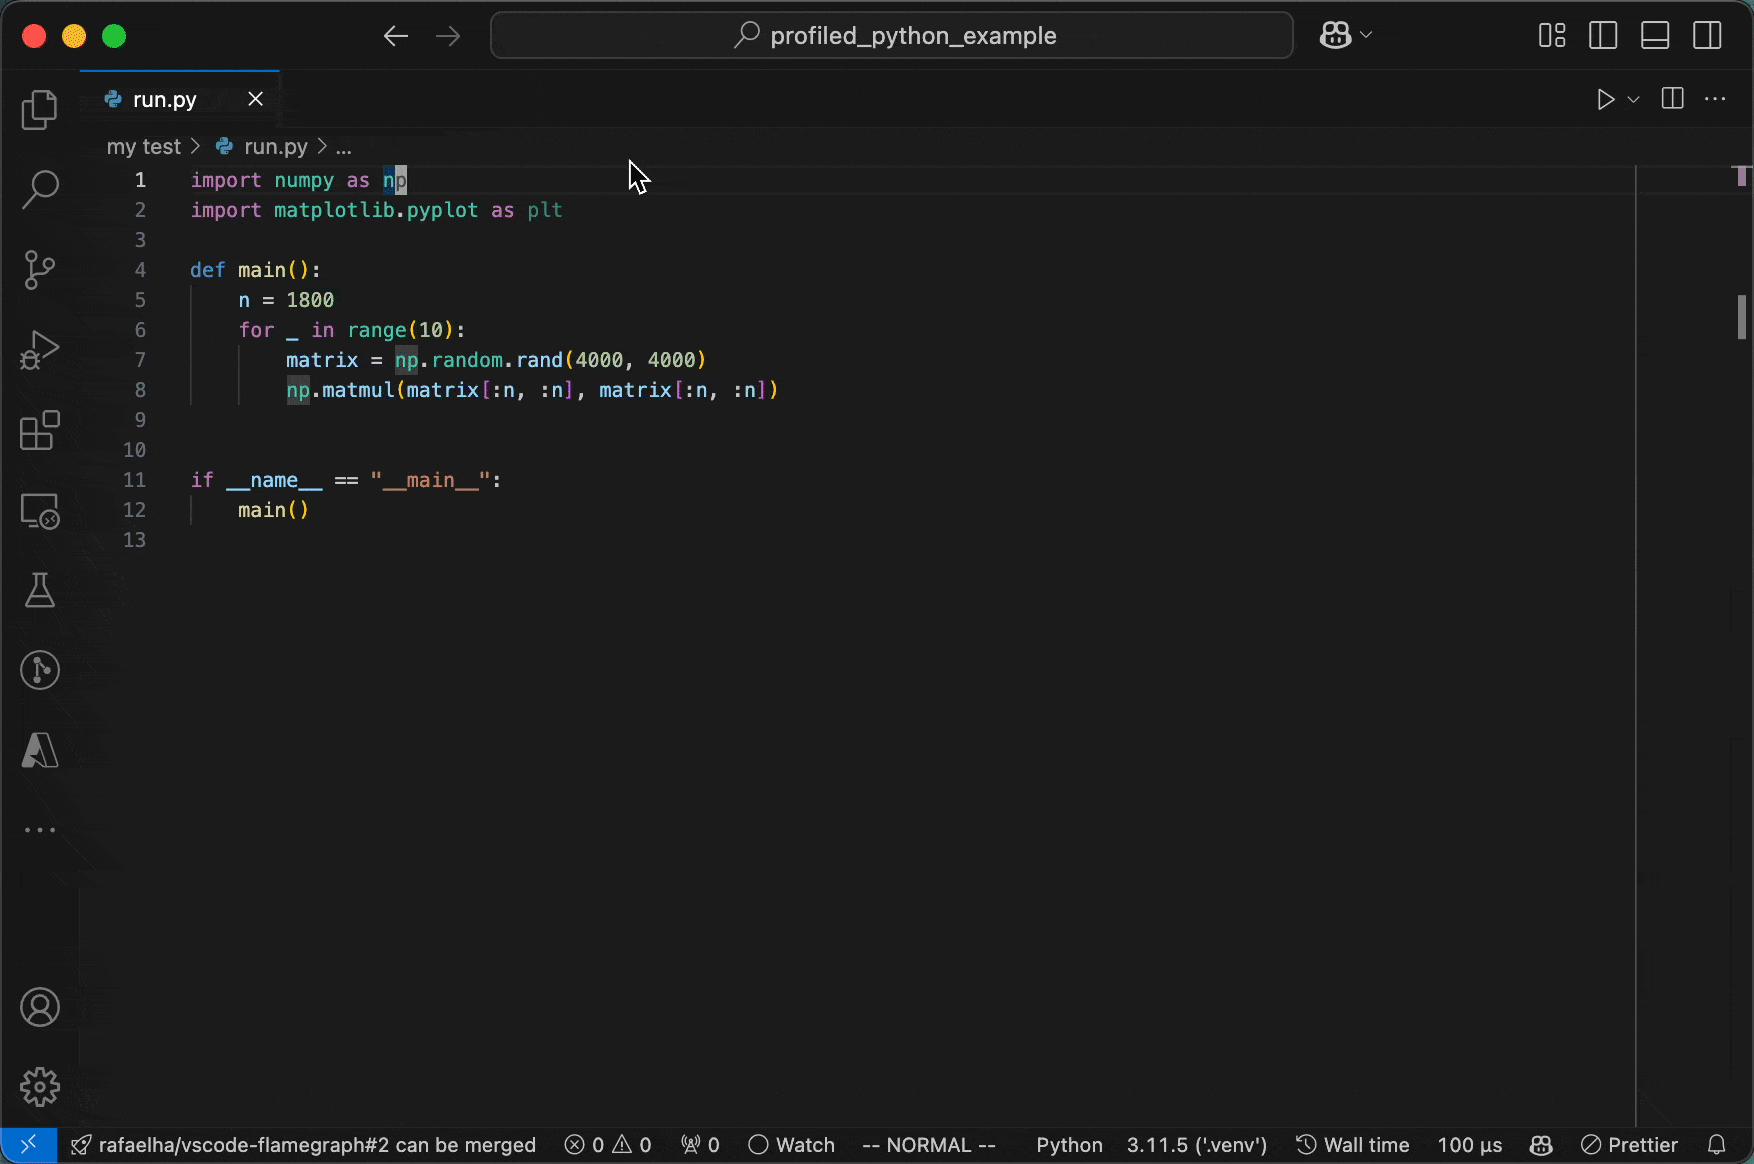 profiled_python_example
run.py
my test > run.py > ...
1 import numpy as np
2 import matplotlib.pyplot as plt
3
4 def main():
5     n = 1800
6     for _ in range(10):
7         matrix = np.random.rand(4000, 4000)
8         np.matmul(matrix[:n, :n], matrix[:n, :n])
9
10
11 if __name__ == "__main__":
12     main()
13
rafaelha/vscode-flamegraph#2 can be merged 0 0 0 Watch -- NORMAL -- Python 3.11.5 ('.venv') Wall time 100 µs Prettier